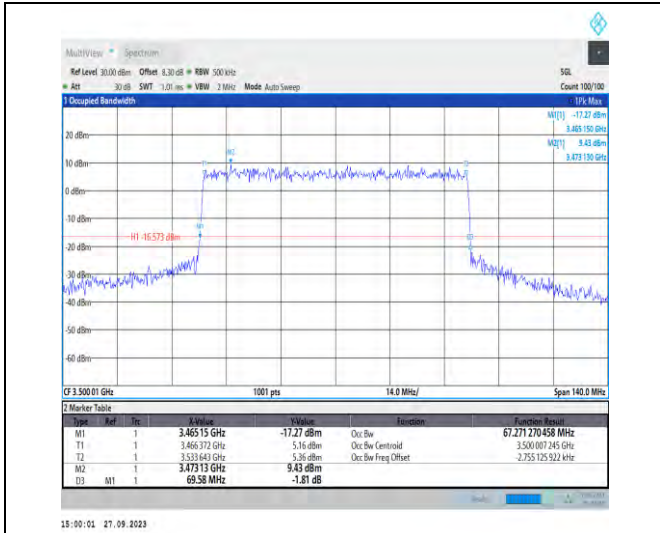 MultiView Spectrum
Ref Level 30.00 dBm Offset 8.30 dB RBW 500 kHz SGL
Att 30 dB SWT 1.01 ms VBW 2 MHz Mode Auto Sweep Count 100/100
1 Occupied Bandwidth 1Pk Max
M1[1] -17.27 dBm
3.465 150 GHz
M2[1] 9.43 dBm
3.473 130 GHz
20 dBm
M2
10 dBm
T1
0 dBm
-10 dBm
M1
H1 -16.573 dBm
D3
-20 dBm
-30 dBm
-40 dBm
-50 dBm
-60 dBm
CF 3.500 01 GHz 1001 pts 14.0 MHz/ Span 140.0 MHz
2 Marker Table
Type Ref Trc X-Value Y-Value Function Function Result
M1 1 3.465 15 GHz -17.27 dBm Occ Bw 67.271 270 458 MHz
T1 1 3.466 372 GHz 5.16 dBm Occ Bw Centroid 3.500 007 245 GHz
T2 1 3.533 643 GHz 5.36 dBm Occ Bw Freq Offset -2.755 125 922 kHz
M2 1 3.473 13 GHz 9.43 dBm
D3 M1 1 69.58 MHz -1.81 dB
15:00:01 27.09.2023